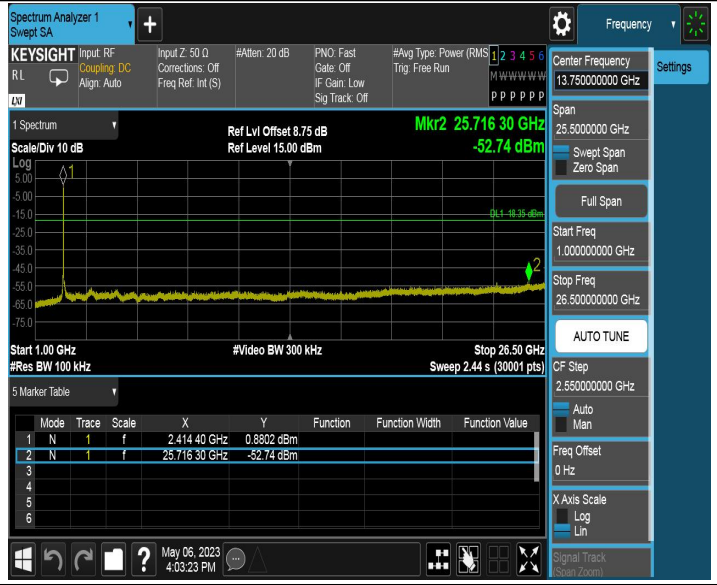 Spectrum Analyzer 1
Swept SA
Frequency
KEYSIGHT
RL
LXI
Input: RF
Coupling: DC
Align: Auto
Input Z: 50 Ω
Corrections: Off
Freq Ref: Int (S)
#Atten: 20 dB
PNO: Fast
Gate: Off
IF Gain: Low
Sig Track: Off
#Avg Type: Power (RMS
Trig: Free Run
1 2 3 4 5 6
M W W W W W
P P P P P P
Settings
1 Spectrum
Scale/Div 10 dB
Ref Lvl Offset 8.75 dB
Ref Level 15.00 dBm
Mkr2 25.716 30 GHz
-52.74 dBm
Log
5.00
-5.00
-15.0
-25.0
-35.0
-45.0
-55.0
-65.0
-75.0
1
DL1 -18.35 dBm
2
Start 1.00 GHz
#Res BW 100 kHz
#Video BW 300 kHz
Stop 26.50 GHz
Sweep 2.44 s (30001 pts)
5 Marker Table
Mode Trace Scale X Y Function Function Width Function Value
1 N 1 f 2.414 40 GHz 0.8802 dBm
2 N 1 f 25.716 30 GHz -52.74 dBm
3
4
5
6
May 06, 2023
4:03:23 PM
?
Center Frequency
13.750000000 GHz
Span
25.5000000 GHz
Swept Span
Zero Span
Full Span
Start Freq
1.000000000 GHz
Stop Freq
26.500000000 GHz
AUTO TUNE
CF Step
2.550000000 GHz
Auto
Man
Freq Offset
0 Hz
X Axis Scale
Log
Lin
Signal Track
(Span Zoom)